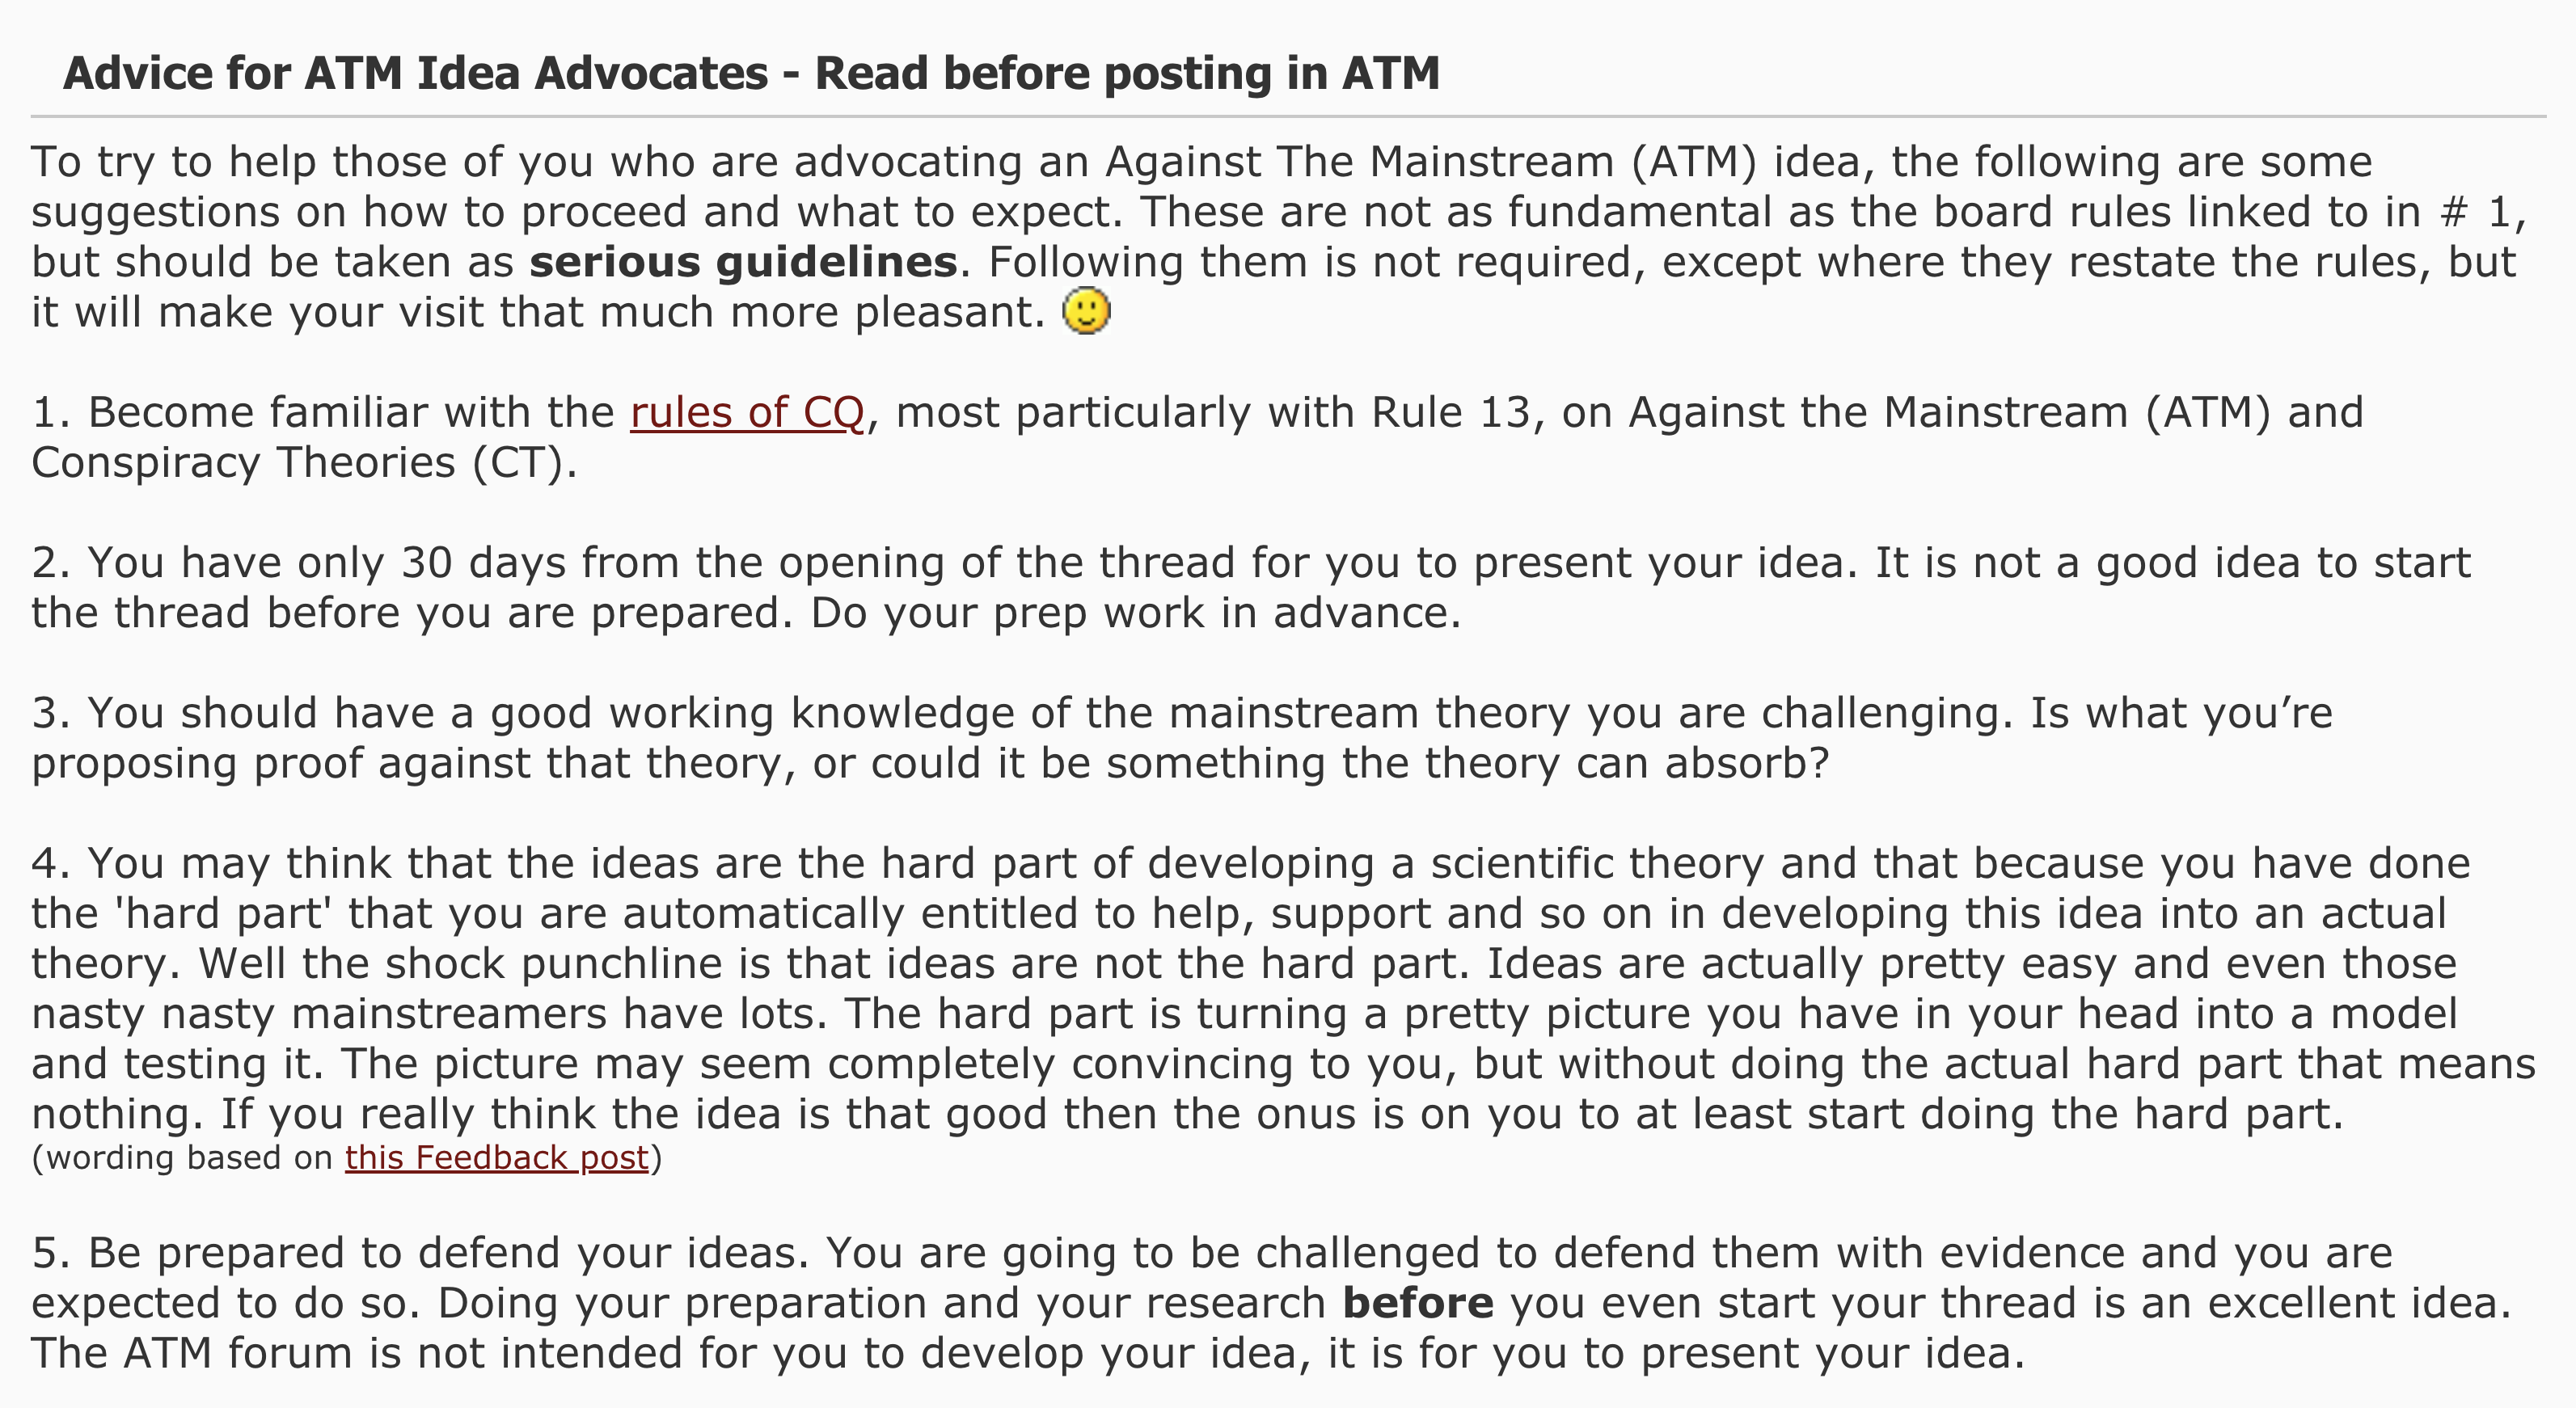 Advice for ATM Idea Advocates - Read before posting in ATM
To try to help those of you who are advocating an Against The Mainstream (ATM) idea, the following are some
suggestions on how to proceed and what to expect. These are not as fundamental as the board rules linked to in # 1,
but should be taken as serious guidelines. Following them is not required, except where they restate the rules, but
it will make your visit that much more pleasant.
1. Become familiar with the rules of CQ, most particularly with Rule 13, on Against the Mainstream (ATM) and
Conspiracy Theories (CT).
2. You have only 30 days from the opening of the thread for you to present your idea. It is not a good idea to start
the thread before you are prepared. Do your prep work in advance.
3. You should have a good working knowledge of the mainstream theory you are challenging. Is what you’re
proposing proof against that theory, or could it be something the theory can absorb?
4. You may think that the ideas are the hard part of developing a scientific theory and that because you have done
the 'hard part' that you are automatically entitled to help, support and so on in developing this idea into an actual
theory. Well the shock punchline is that ideas are not the hard part. Ideas are actually pretty easy and even those
nasty nasty mainstreamers have lots. The hard part is turning a pretty picture you have in your head into a model
and testing it. The picture may seem completely convincing to you, but without doing the actual hard part that means
nothing. If you really think the idea is that good then the onus is on you to at least start doing the hard part.
(wording based on this Feedback post)
5. Be prepared to defend your ideas. You are going to be challenged to defend them with evidence and you are
expected to do so. Doing your preparation and your research before you even start your thread is an excellent idea.
The ATM forum is not intended for you to develop your idea, it is for you to present your idea.